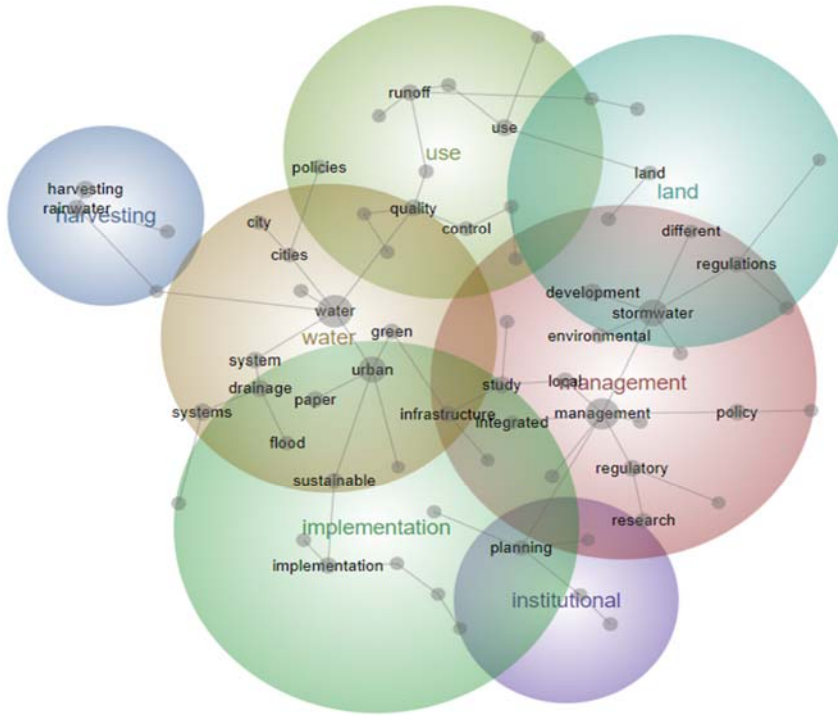 runoff
use
use
policies
land
land
harvesting
rainwater
harvesting
quality
city
control
different
cities
regulations
development
water
stormwater
green
environmental
water
system
urban
drainage
study
local
management
paper
systems
infrastructure
management
policy
integrated
flood
regulatory
sustainable
research
implementation
planning
implementation
institutional